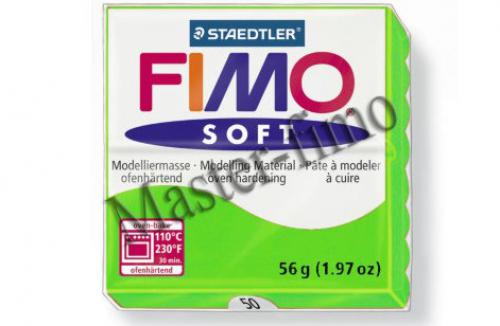 STAEDTLER
FIMO
SOFT
Modelliermasse · Modelling Material · Pâte à modeler
ofenhärtend oven hardening à cuire
oven-bake
110°C
230°F
30 min.
ofenhärtend
56 g (1.97 oz)
50
Master-fimo